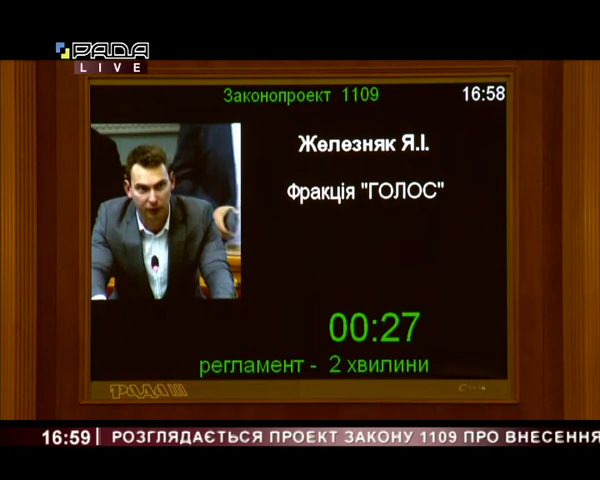 РАДА
LIVE
Законопроект 1109
16:58
Железняк Я.І.
Фракція "ГОЛОС"
00:27
регламент - 2 хвилини
РАДА III
16:59 РОЗГЛЯДАЄТЬСЯ ПРОЕКТ ЗАКОНУ 1109 ПРО ВНЕСЕННЯ